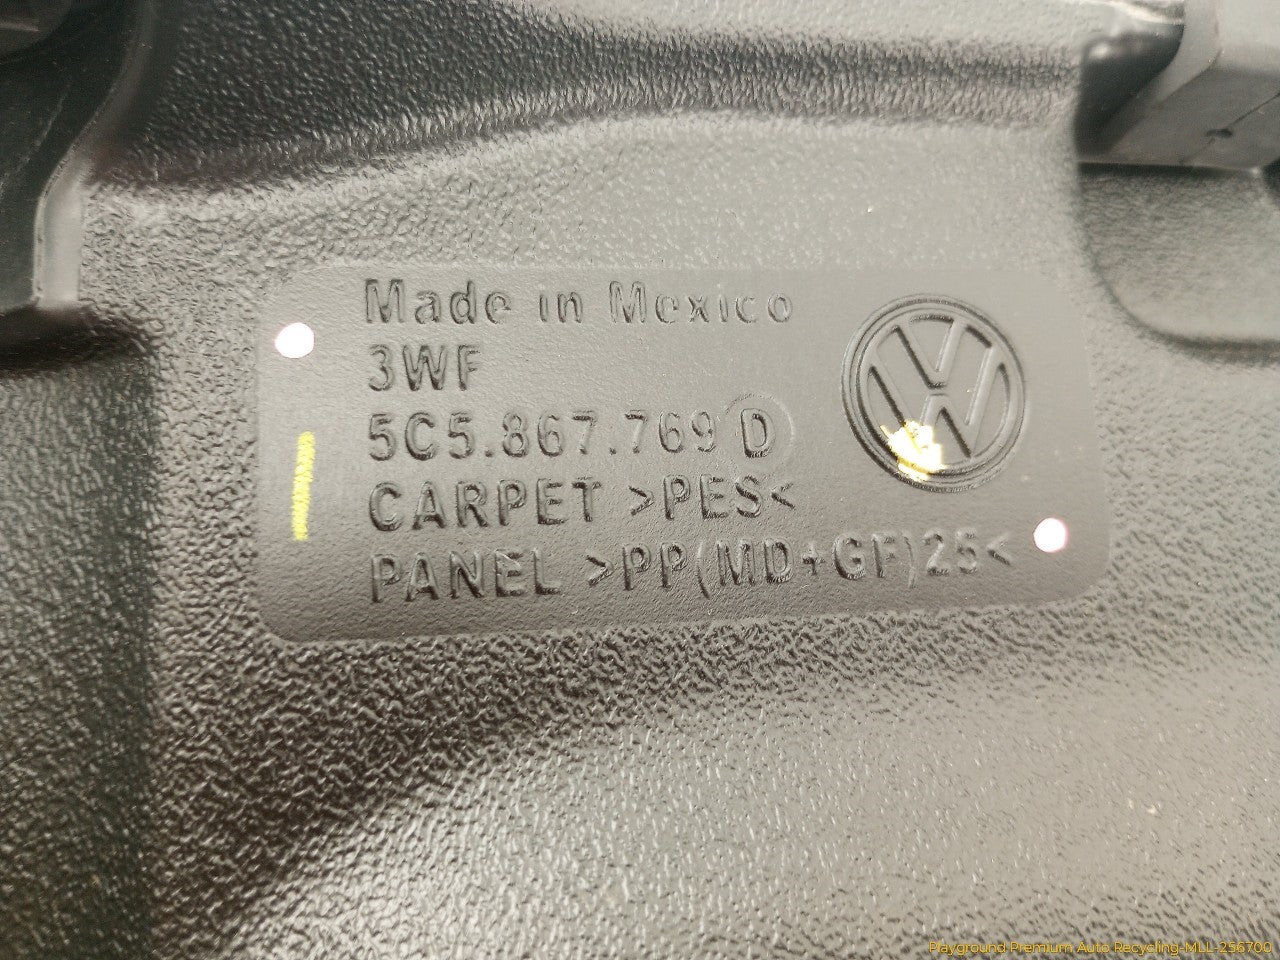 Made in Mexico
3WF
5C5.867.769 D
CARPET >PES<
PANEL >PP(MD+GF)25<
Playground Premium Auto Recycling-MLL-256700